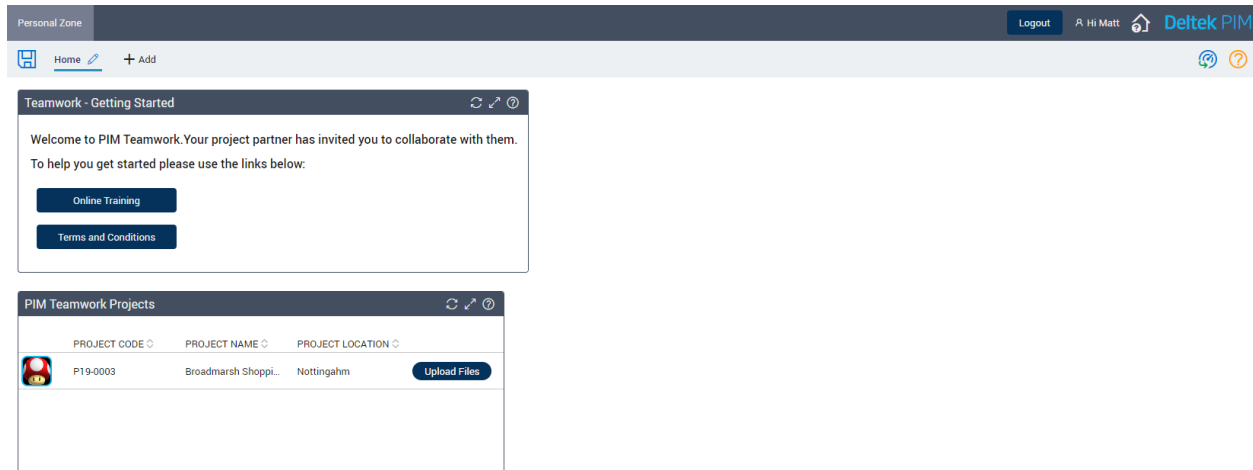 Personal Zone
Logout
Hi Matt
Deltek PIM
Home
+ Add
Teamwork - Getting Started
Welcome to PIM Teamwork.Your project partner has invited you to collaborate with them.
To help you get started please use the links below:
Online Training
Terms and Conditions
PIM Teamwork Projects
PROJECT CODE PROJECT NAME PROJECT LOCATION
P19-0003 Broadmarsh Shoppi... Nottingahm Upload Files